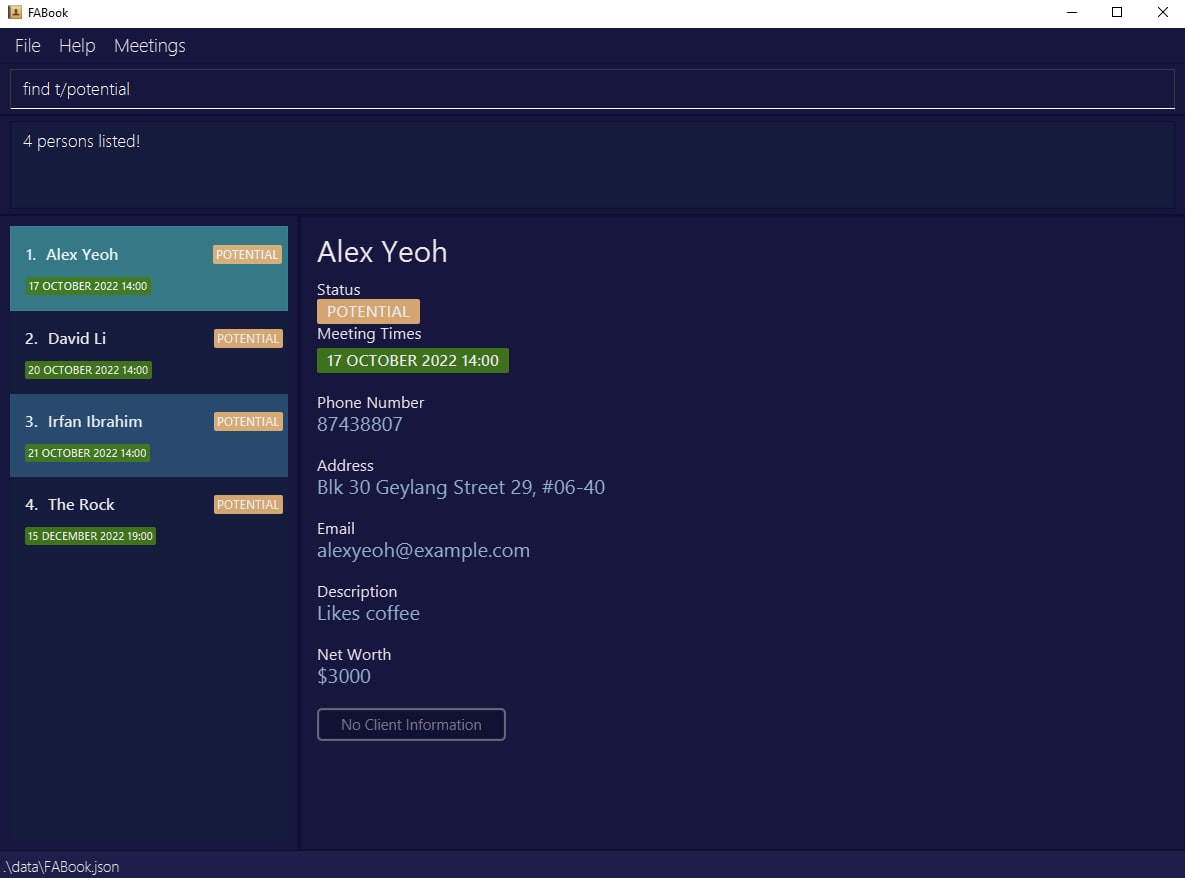 FABook
File Help Meetings
find t/potential
4 persons listed!
1. Alex Yeoh POTENTIAL
17 OCTOBER 2022 14:00
2. David Li POTENTIAL
20 OCTOBER 2022 14:00
3. Irfan Ibrahim POTENTIAL
21 OCTOBER 2022 14:00
4. The Rock POTENTIAL
15 DECEMBER 2022 19:00
Alex Yeoh
Status
POTENTIAL
Meeting Times
17 OCTOBER 2022 14:00
Phone Number
87438807
Address
Blk 30 Geylang Street 29, #06-40
Email
alexyeoh@example.com
Description
Likes coffee
Net Worth
$3000
No Client Information
.\data\FABook.json